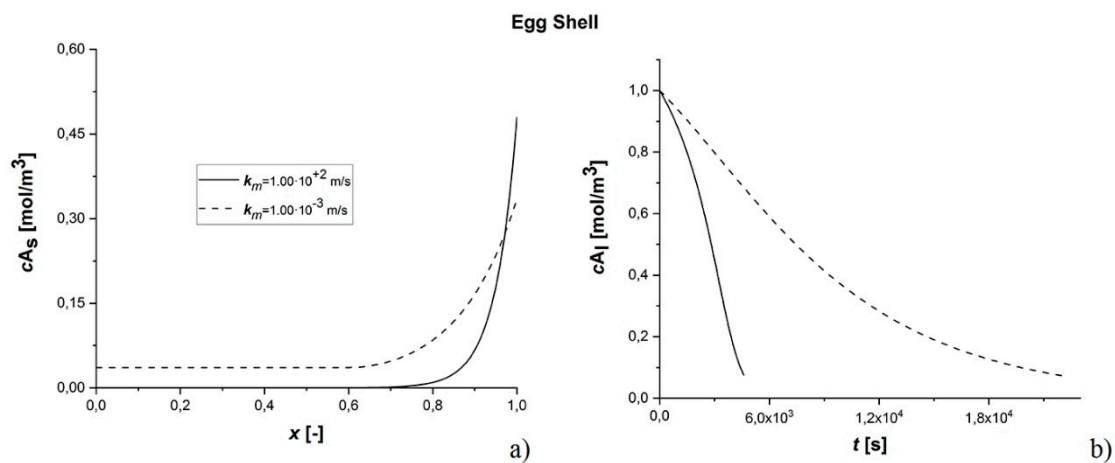 Egg Shell
0,60
0,45
0,30
0,15
0,00
cAs [mol/m³]
0,0 0,2 0,4 0,6 0,8 1,0
x [-]
km=1.00·10⁺² m/s
km=1.00·10⁻³ m/s
a)
1,0
0,8
0,6
0,4
0,2
0,0
cAl [mol/m³]
0,0 6,0x10³ 1,2x10⁴ 1,8x10⁴
t [s]
b)